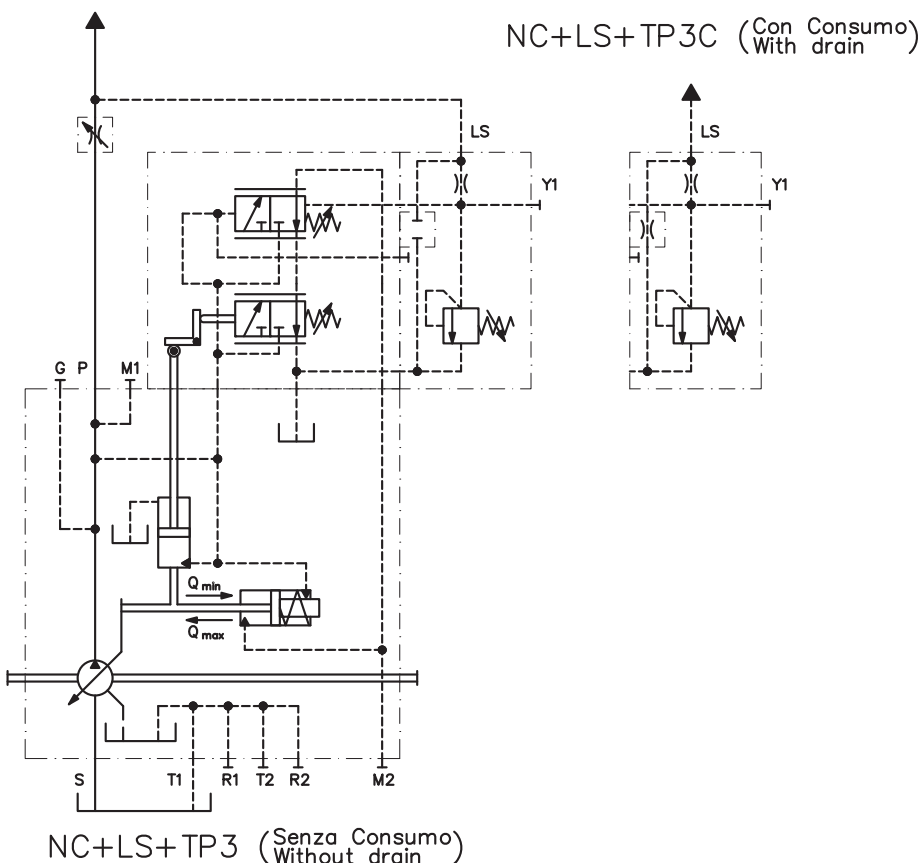 NC+LS+TP3C (Con Consumo)
With drain
LS
LS
Y1
Y1
G P M1
Q min
Q max
S T1 R1 T2 R2 M2
NC+LS+TP3 (Senza Consumo)
Without drain